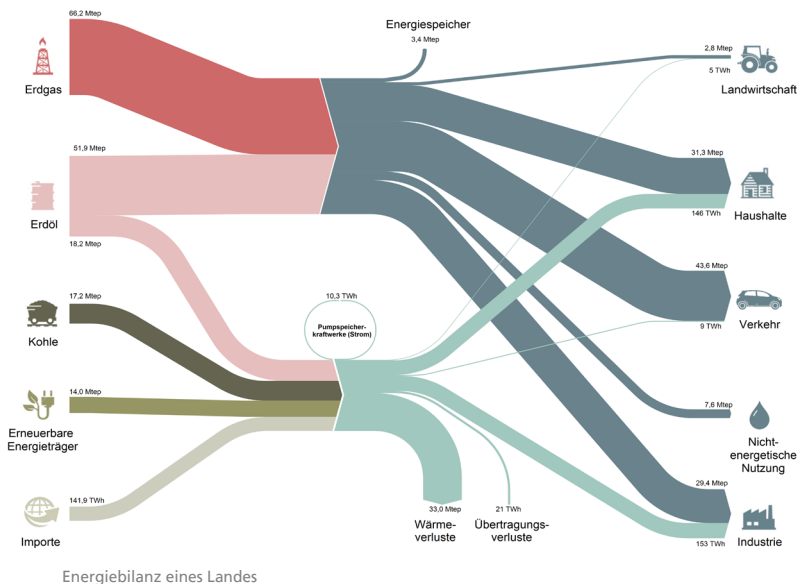 66,2 Mtep
Erdgas
51,9 Mtep
Erdöl
18,2 Mtep
17,2 Mtep
Kohle
14,0 Mtep
Erneuerbare
Energieträger
141,9 TWh
Importe
Energiespeicher
3,4 Mtep
10,3 TWh
Pumpspeicher-
kraftwerke (Strom)
33,0 Mtep
Wärme-
verluste
21 TWh
Übertragungs-
verluste
2,8 Mtep
5 TWh
Landwirtschaft
31,3 Mtep
146 TWh
Haushalte
43,6 Mtep
9 TWh
Verkehr
7,6 Mtep
Nicht-
energetische
Nutzung
29,4 Mtep
153 TWh
Industrie
Energiebilanz eines Landes